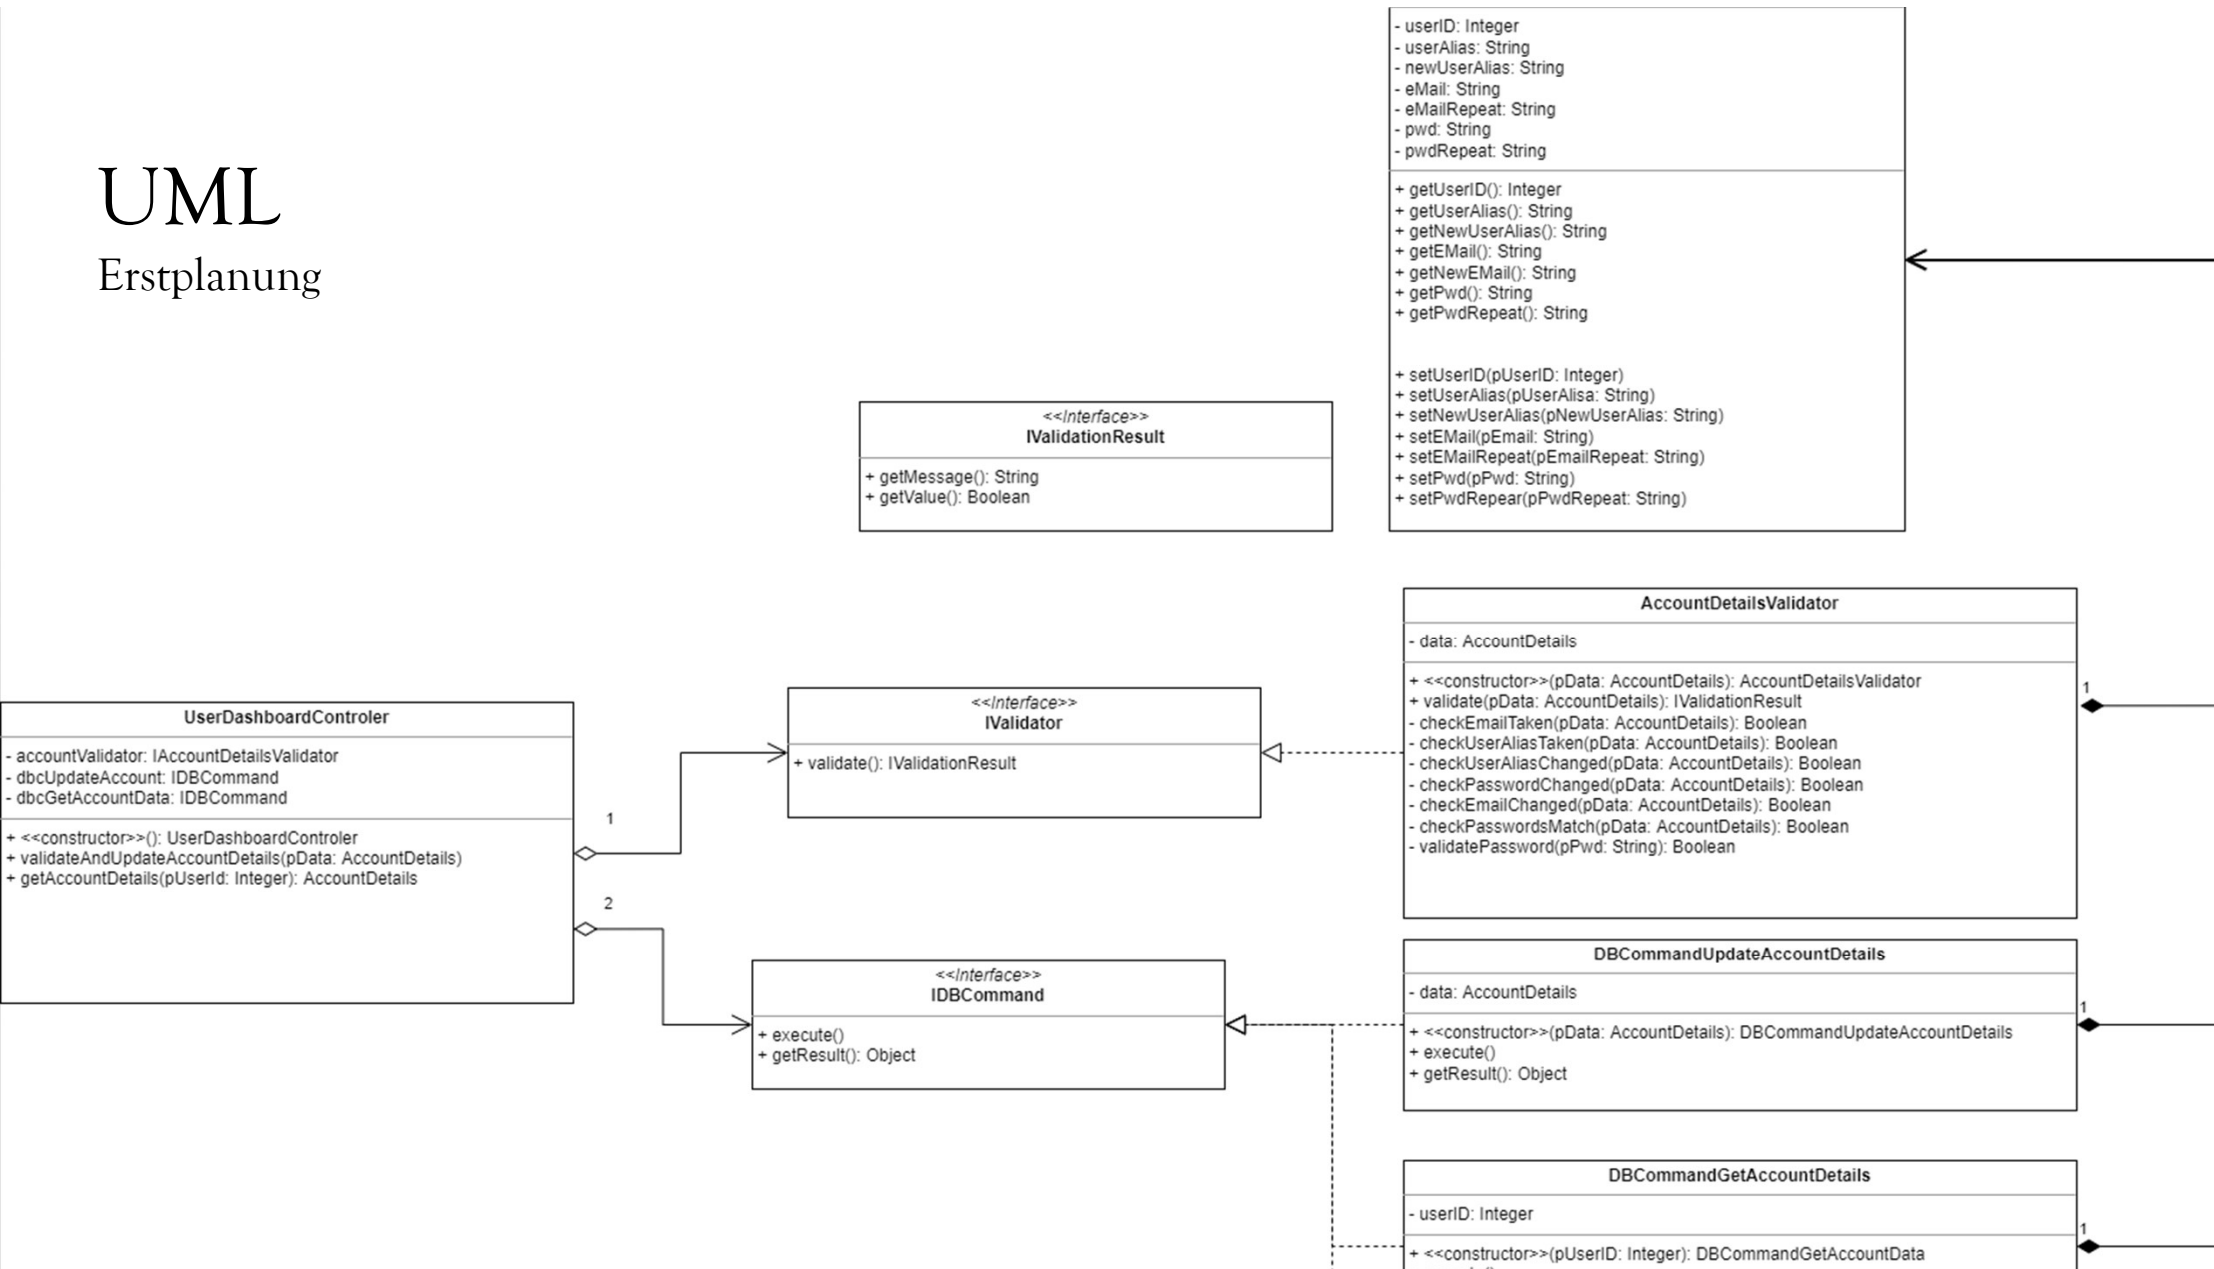 UML
Erstplanung
- userID: Integer
- userAlias: String
- newUserAlias: String
- eMail: String
- eMailRepeat: String
- pwd: String
- pwdRepeat: String
+ getUserID(): Integer
+ getUserAlias(): String
+ getNewUserAlias(): String
+ getEMail(): String
+ getNewEMail(): String
+ getPwd(): String
+ getPwdRepeat(): String
+ setUserID(pUserID: Integer)
+ setUserAlias(pUserAlisa: String)
+ setNewUserAlias(pNewUserAlias: String)
+ setEMail(pEmail: String)
+ setEMailRepeat(pEmailRepeat: String)
+ setPwd(pPwd: String)
+ setPwdRepear(pPwdRepeat: String)
<<Interface>>
IValidationResult
+ getMessage(): String
+ getValue(): Boolean
AccountDetailsValidator
- data: AccountDetails
+ <<constructor>>(pData: AccountDetails): AccountDetailsValidator
+ validate(pData: AccountDetails): IValidationResult
- checkEmailTaken(pData: AccountDetails): Boolean
- checkUserAliasTaken(pData: AccountDetails): Boolean
- checkUserAliasChanged(pData: AccountDetails): Boolean
- checkPasswordChanged(pData: AccountDetails): Boolean
- checkEmailChanged(pData: AccountDetails): Boolean
- checkPasswordsMatch(pData: AccountDetails): Boolean
- validatePassword(pPwd: String): Boolean
1
<<Interface>>
IValidator
+ validate(): IValidationResult
UserDashboardControler
- accountValidator: IAccountDetailsValidator
- dbcUpdateAccount: IDBCommand
- dbcGetAccountData: IDBCommand
+ <<constructor>>(): UserDashboardControler
+ validateAndUpdateAccountDetails(pData: AccountDetails)
+ getAccountDetails(pUserId: Integer): AccountDetails
1
2
<<Interface>>
IDBCommand
+ execute()
+ getResult(): Object
DBCommandUpdateAccountDetails
- data: AccountDetails
+ <<constructor>>(pData: AccountDetails): DBCommandUpdateAccountDetails
+ execute()
+ getResult(): Object
1
DBCommandGetAccountDetails
- userID: Integer
+ <<constructor>>(pUserID: Integer): DBCommandGetAccountData
1